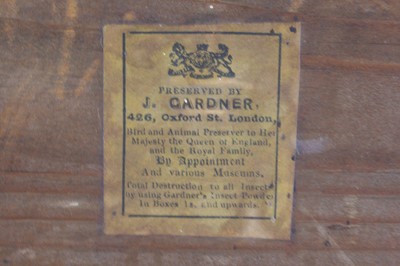 PRESERVED BY
J. GARDNER,
426, Oxford St. London,
Bird and Animal Preserver to Her
Majesty the Queen of England,
and the Royal Family,
By Appointment
And various Museums.
Total Destruction to all Insects
by using Gardner's Insect Powder
In Boxes 1s. and upwards.